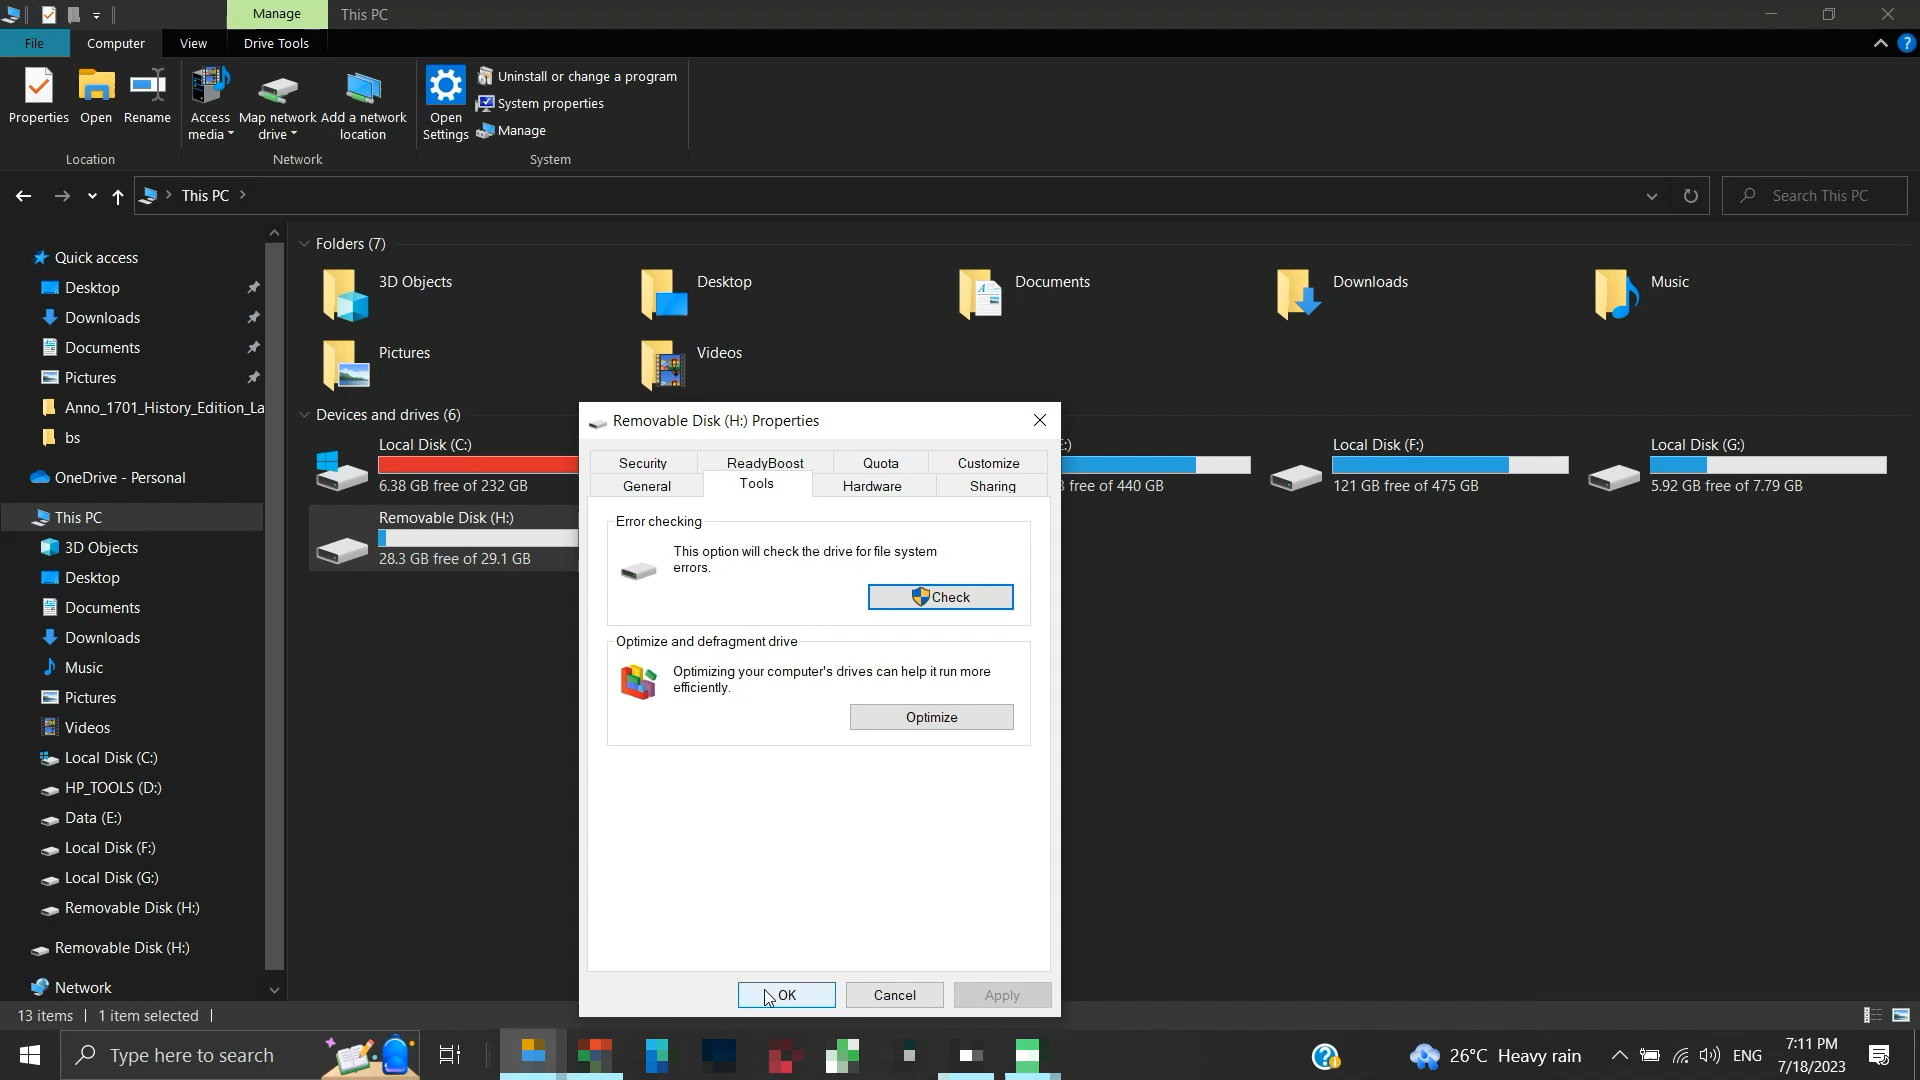 Manage
This PC
File
Computer
View
Drive Tools
Properties
Open
Rename
Access
media
Map network
drive
Add a network
location
Open
Settings
Uninstall or change a program
System properties
Manage
Location
Network
System
This PC
Search This PC
Quick access
Desktop
Downloads
Documents
Pictures
Anno_1701_History_Edition_La
bs
OneDrive - Personal
This PC
3D Objects
Desktop
Documents
Downloads
Music
Pictures
Videos
Local Disk (C:)
HP_TOOLS (D:)
Data (E:)
Local Disk (F:)
Local Disk (G:)
Removable Disk (H:)
Removable Disk (H:)
Network
Folders (7)
3D Objects
Desktop
Documents
Downloads
Music
Pictures
Videos
Devices and drives (6)
Local Disk (C:)
6.38 GB free of 232 GB
free of 440 GB
Local Disk (F:)
121 GB free of 475 GB
Local Disk (G:)
5.92 GB free of 7.79 GB
Removable Disk (H:)
28.3 GB free of 29.1 GB
Removable Disk (H:) Properties
Security
ReadyBoost
Quota
Customize
General
Tools
Hardware
Sharing
Error checking
This option will check the drive for file system
errors.
Check
Optimize and defragment drive
Optimizing your computer's drives can help it run more
efficiently.
Optimize
OK
Cancel
Apply
13 items
1 item selected
Type here to search
26°C Heavy rain
ENG
7:11 PM
7/18/2023